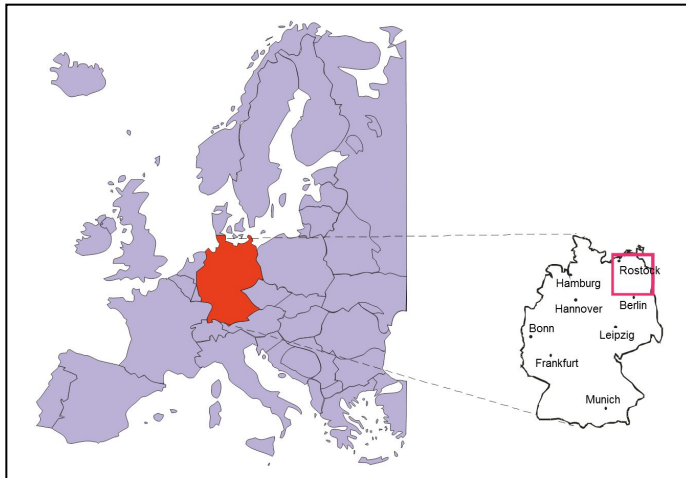 Rostock
Hamburg
Berlin
Hannover
Leipzig
Bonn
Frankfurt
Munich